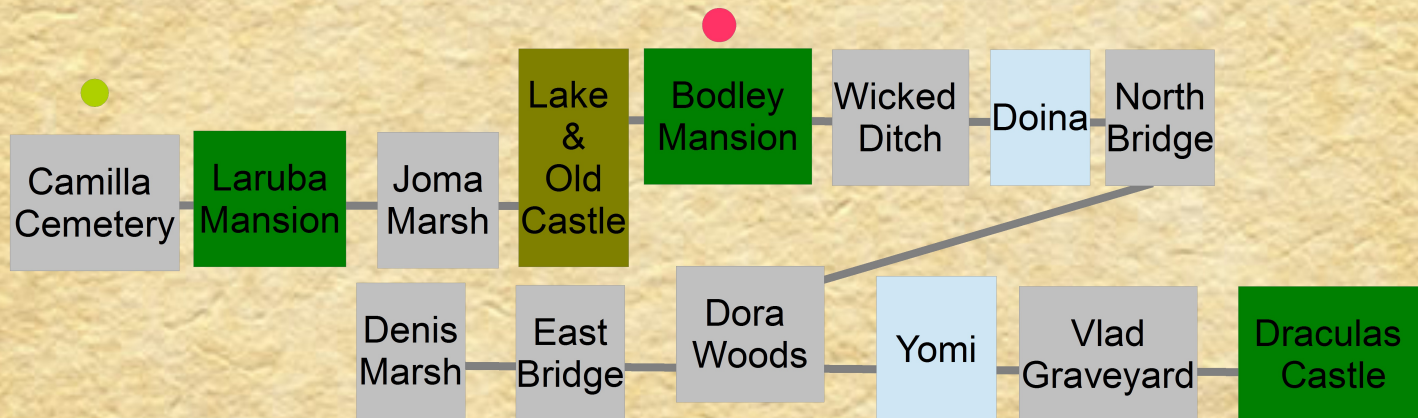 Camilla
Cemetery
Laruba
Mansion
Joma
Marsh
Lake
&
Old
Castle
Bodley
Mansion
Wicked
Ditch
Doina
North
Bridge
Denis
Marsh
East
Bridge
Dora
Woods
Yomi
Vlad
Graveyard
Draculas
Castle